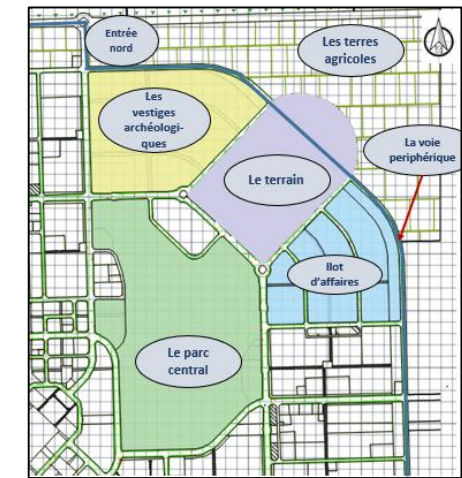 Entrée
nord
Les terres
agricoles
Les
vestiges
archéologi-
ques
La voie
periphérique
Le terrain
Ilot
d'affaires
Le parc
central